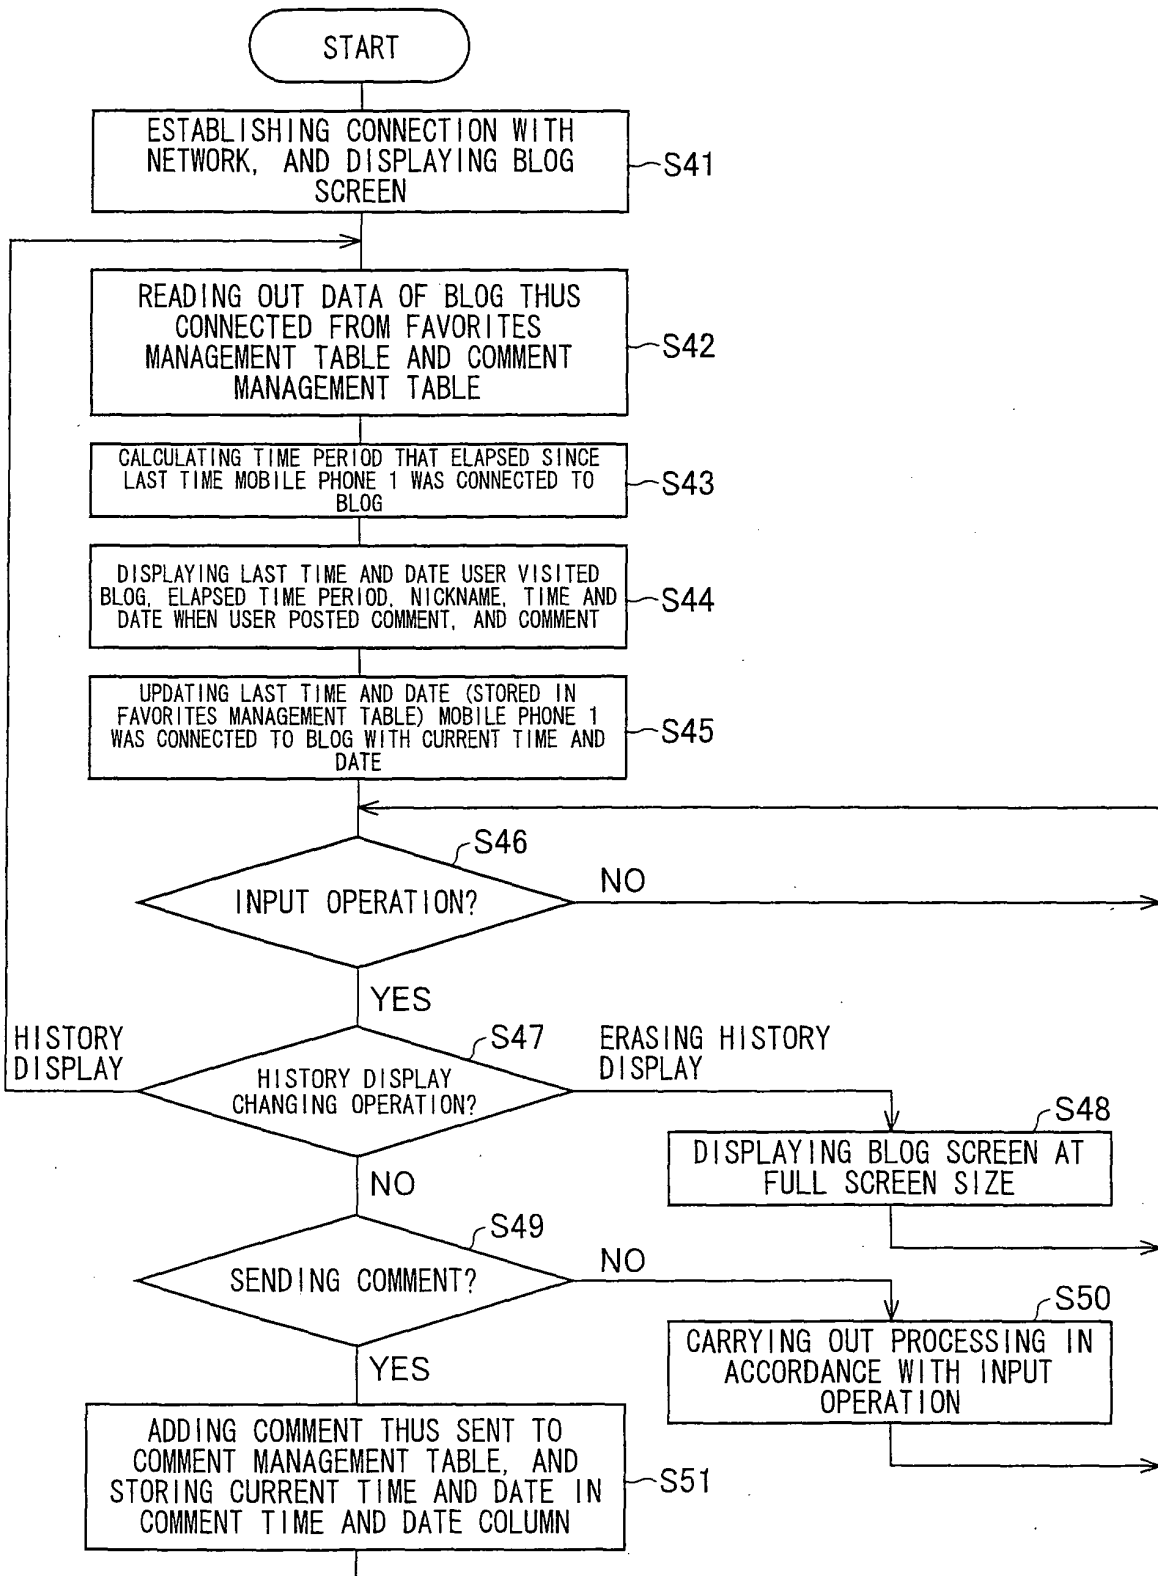 START
ESTABLISHING CONNECTION WITH
NETWORK, AND DISPLAYING BLOG
SCREEN
S41
READING OUT DATA OF BLOG THUS
CONNECTED FROM FAVORITES
MANAGEMENT TABLE AND COMMENT
MANAGEMENT TABLE
S42
CALCULATING TIME PERIOD THAT ELAPSED SINCE
LAST TIME MOBILE PHONE 1 WAS CONNECTED TO
BLOG
S43
DISPLAYING LAST TIME AND DATE USER VISITED
BLOG, ELAPSED TIME PERIOD, NICKNAME, TIME AND
DATE WHEN USER POSTED COMMENT, AND COMMENT
S44
UPDATING LAST TIME AND DATE (STORED IN
FAVORITES MANAGEMENT TABLE) MOBILE PHONE 1
WAS CONNECTED TO BLOG WITH CURRENT TIME AND
DATE
S45
S46
INPUT OPERATION?
NO
YES
HISTORY
DISPLAY
S47
HISTORY DISPLAY
CHANGING OPERATION?
ERASING HISTORY
DISPLAY
S48
DISPLAYING BLOG SCREEN AT
FULL SCREEN SIZE
NO
S49
SENDING COMMENT?
NO
S50
CARRYING OUT PROCESSING IN
ACCORDANCE WITH INPUT
OPERATION
YES
ADDING COMMENT THUS SENT TO
COMMENT MANAGEMENT TABLE, AND
STORING CURRENT TIME AND DATE IN
COMMENT TIME AND DATE COLUMN
S51